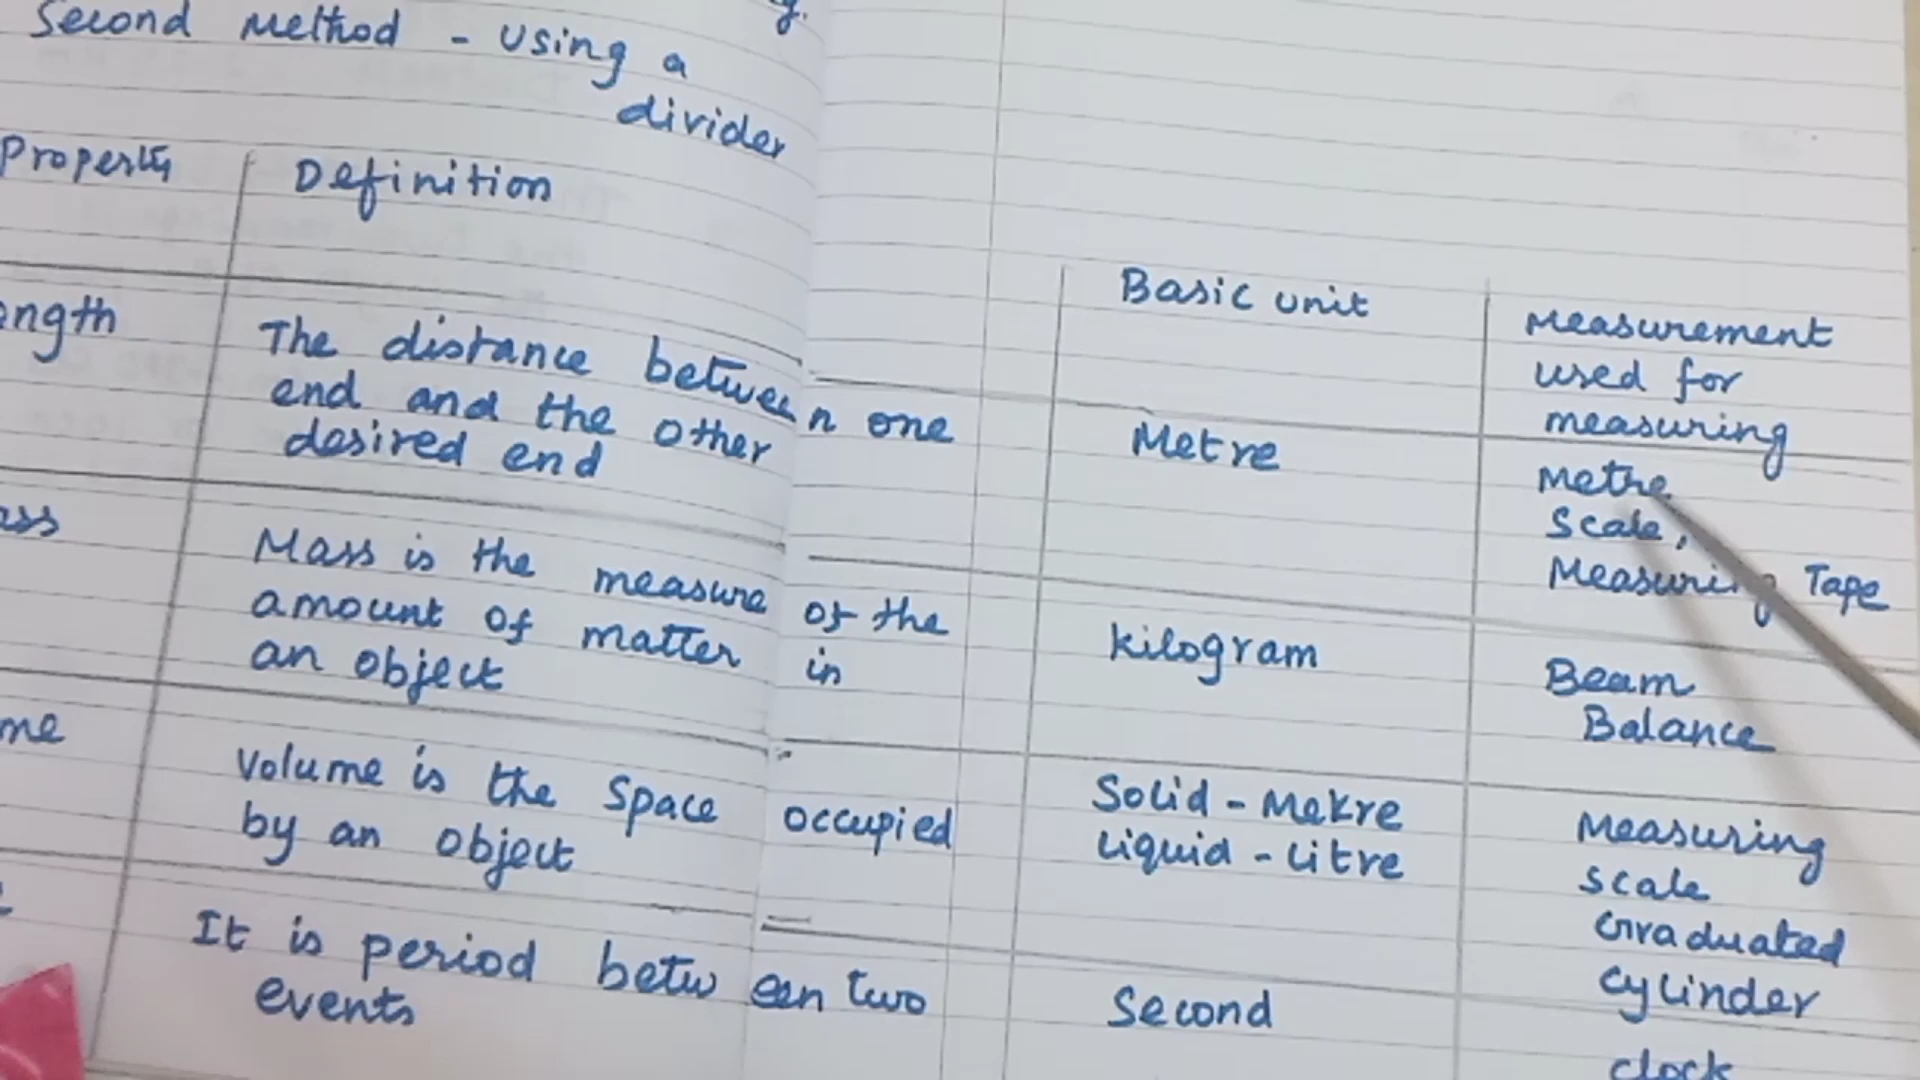 Second Method - Using a
divider
Property
Definition
Basic unit
Measurement
used for
measuring
The distance between one
end and the other
desired end
Metre
Metre
Scale,
Measuring Tape
Mass is the measure of the
amount of matter in
an object
Kilogram
Beam
Balance
Volume is the space occupied
by an object
Solid - Mekre
Liquid - Litre
Measuring
Scale
Graduated
Cylinder
It is period between two
events
Second
clock